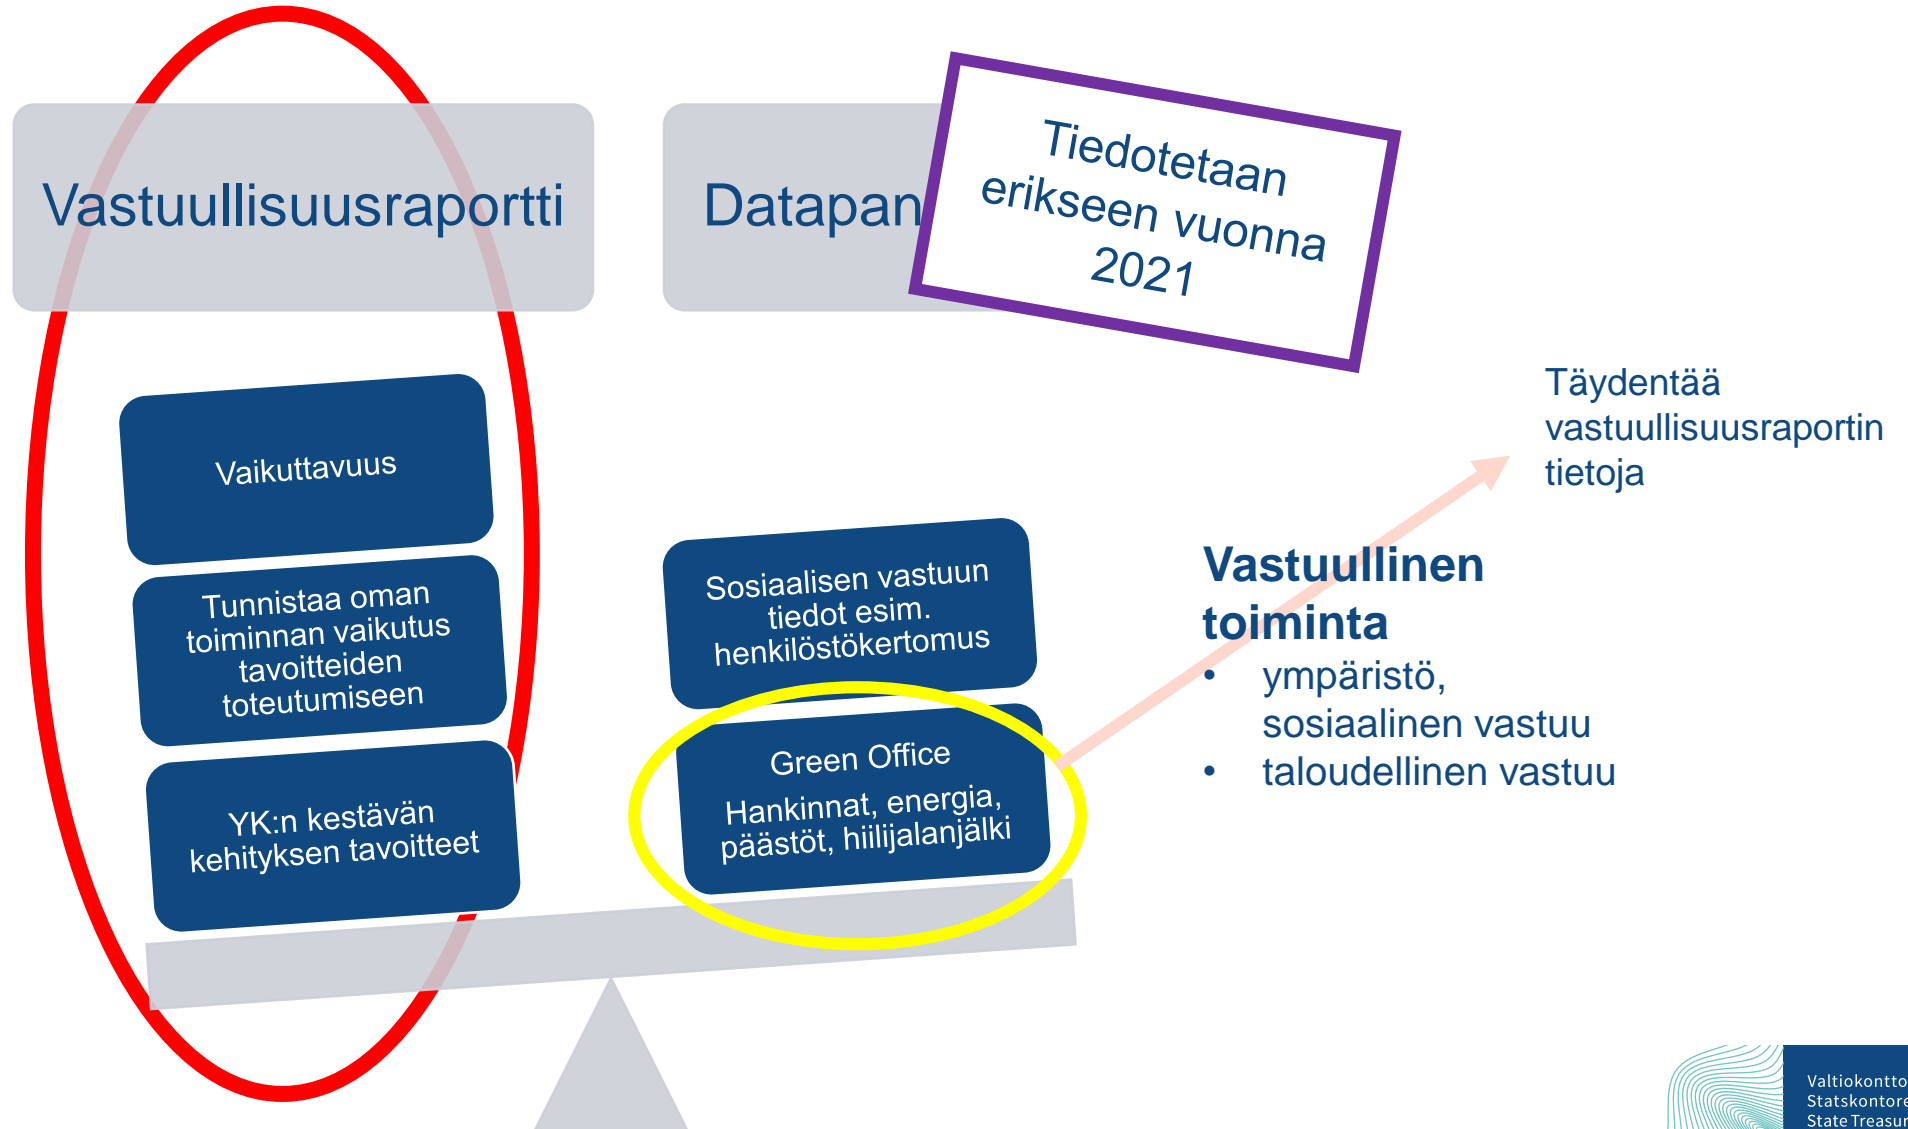 Vastuullisuusraportti
Datapan
Tiedotetaan
erikseen vuonna
2021
Vaikuttavuus
Tunnistaa oman
toiminnan vaikutus
tavoitteiden
toteutumiseen
YK:n kestävän
kehityksen tavoitteet
Sosiaalisen vastuun
tiedot esim.
henkilöstökertomus
Green Office
Hankinnat, energia,
päästöt, hiilijalanjälki
Täydentää
vastuullisuusraportin
tietoja
Vastuullinen
toiminta
• ympäristö,
sosiaalinen vastuu
• taloudellinen vastuu
Valtiokontto
Statskontore
State Treasur